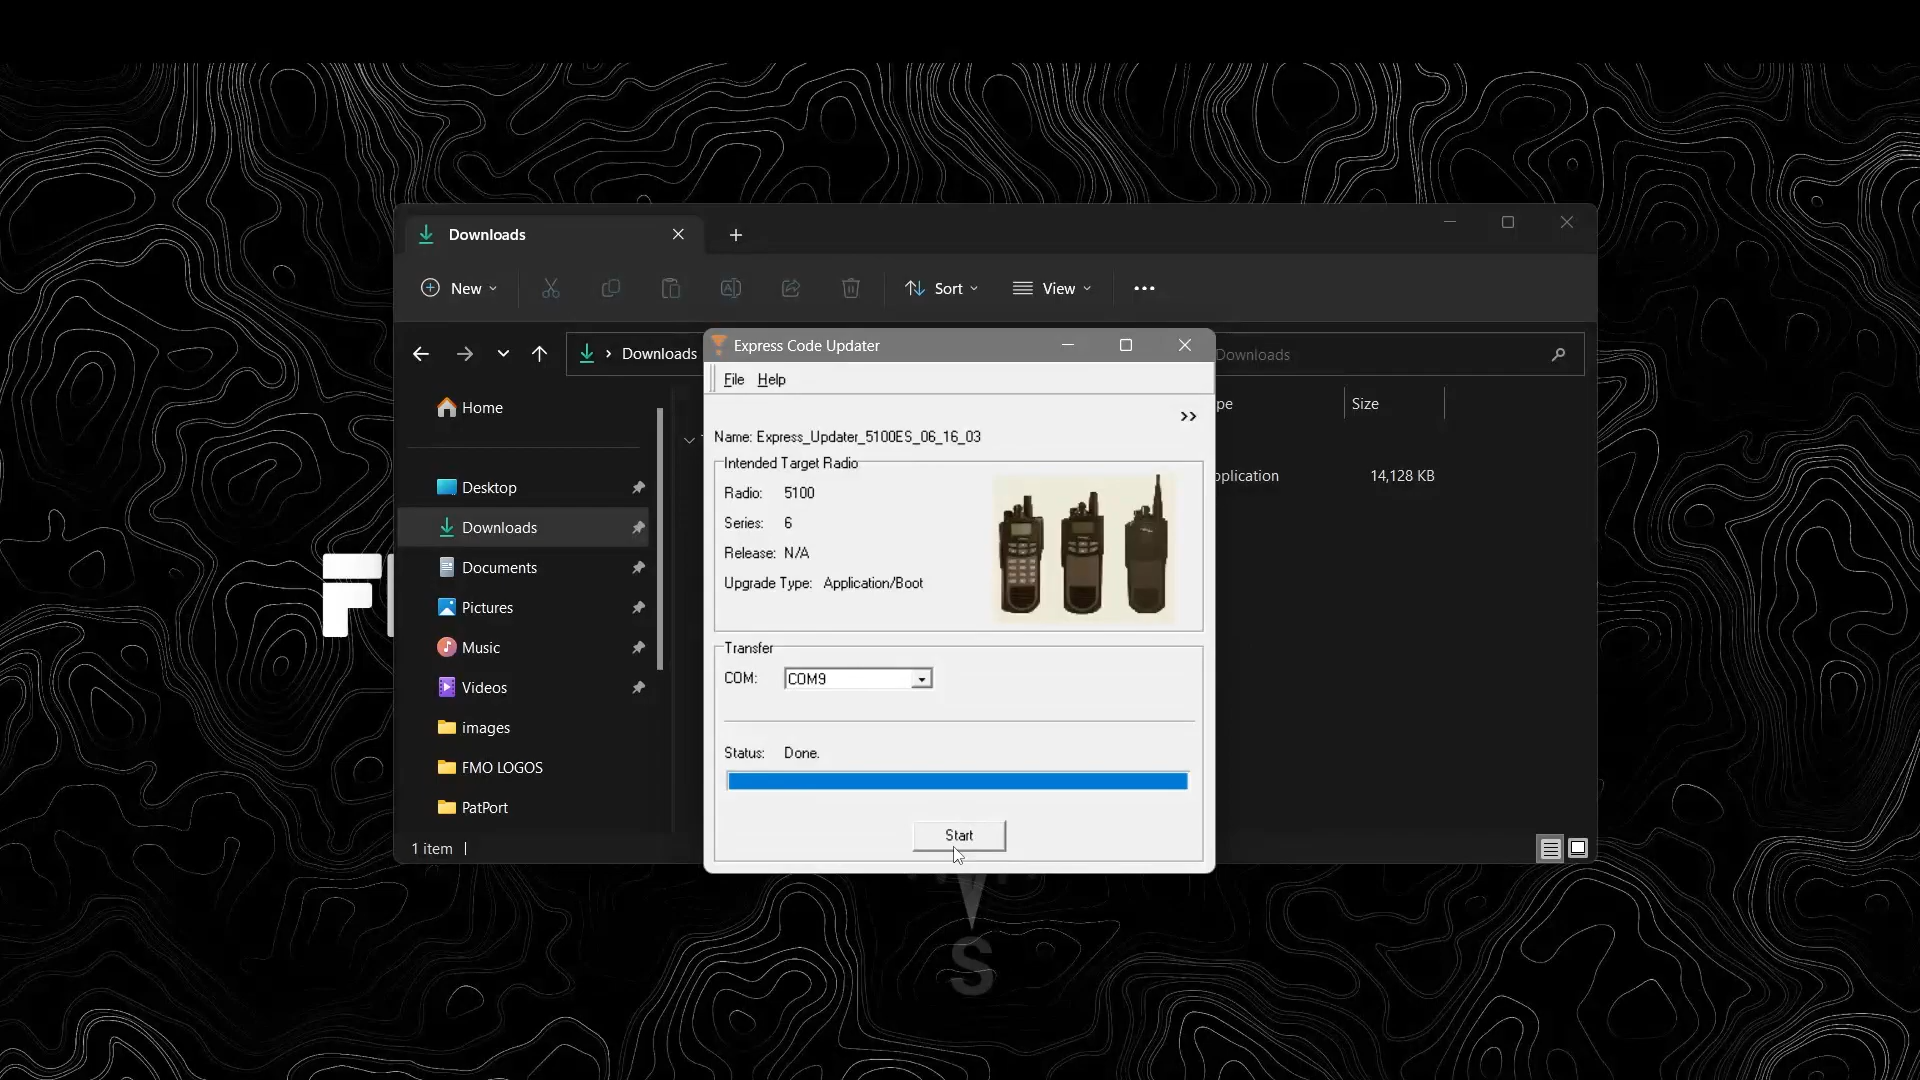 Downloads
New
Sort
View
Downloads
Downloads
Size
Home
Desktop
Downloads
Documents
Pictures
Music
Videos
images
FMO LOGOS
PatPort
1 item
pe
pplication
14,128 KB
Express Code Updater
File Help
>>
Name: Express_Updater_5100ES_06_16_03
Intended Target Radio
Radio: 5100
Series: 6
Release: N/A
Upgrade Type: Application/Boot
Transfer
COM: COM9
Status: Done.
Start
F
S